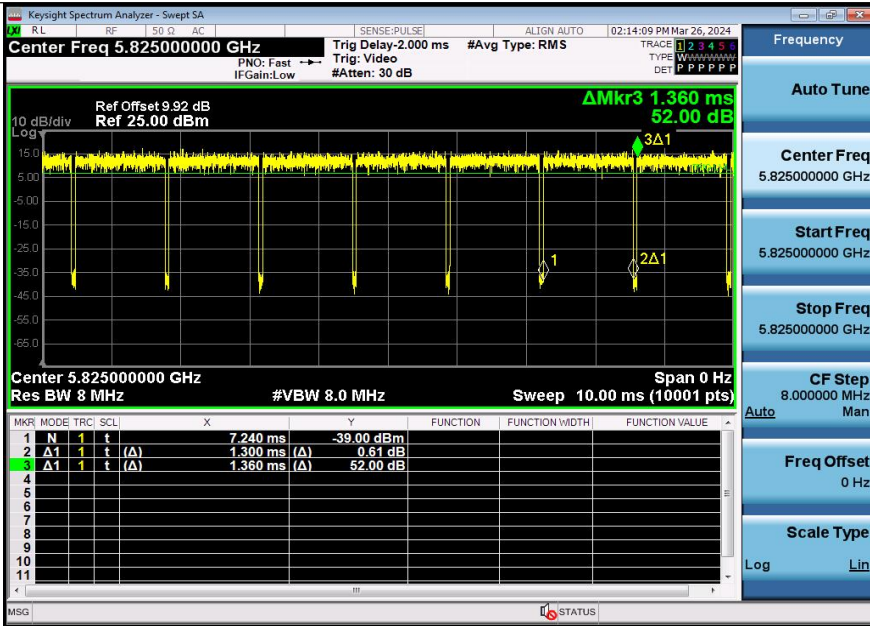 Keysight Spectrum Analyzer - Swept SA
LXI RL RF 50 Ω AC SENSE:PULSE ALIGN AUTO 02:14:09 PM Mar 26, 2024
Center Freq 5.825000000 GHz
PNO: Fast
IFGain:Low
Trig Delay-2.000 ms
Trig: Video
#Atten: 30 dB
#Avg Type: RMS
TRACE 1 2 3 4 5 6
TYPE WWWWWW
DET P P P P P P
ΔMkr3 1.360 ms
52.00 dB
Ref Offset 9.92 dB
10 dB/div Ref 25.00 dBm
Log
3Δ1
15.0
5.00
-5.00
-15.0
-25.0
1
2Δ1
-35.0
-45.0
-55.0
-65.0
Center 5.825000000 GHz Span 0 Hz
Res BW 8 MHz #VBW 8.0 MHz Sweep 10.00 ms (10001 pts)
MKR MODE TRC SCL X Y FUNCTION FUNCTION WIDTH FUNCTION VALUE
1 N 1 t 7.240 ms -39.00 dBm
2 Δ1 1 t (Δ) 1.300 ms (Δ) 0.61 dB
3 Δ1 1 t (Δ) 1.360 ms (Δ) 52.00 dB
4
5
6
7
8
9
10
11
MSG STATUS
Frequency
Auto Tune
Center Freq
5.825000000 GHz
Start Freq
5.825000000 GHz
Stop Freq
5.825000000 GHz
CF Step
8.000000 MHz
Auto Man
Freq Offset
0 Hz
Scale Type
Log Lin